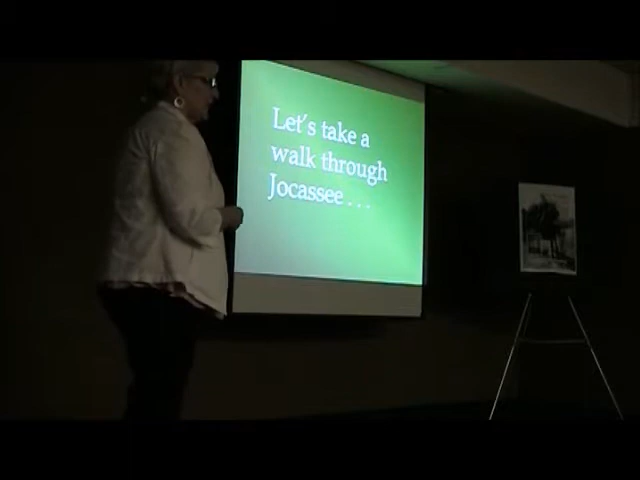 Let's take a
walk through
Jocassee . . .